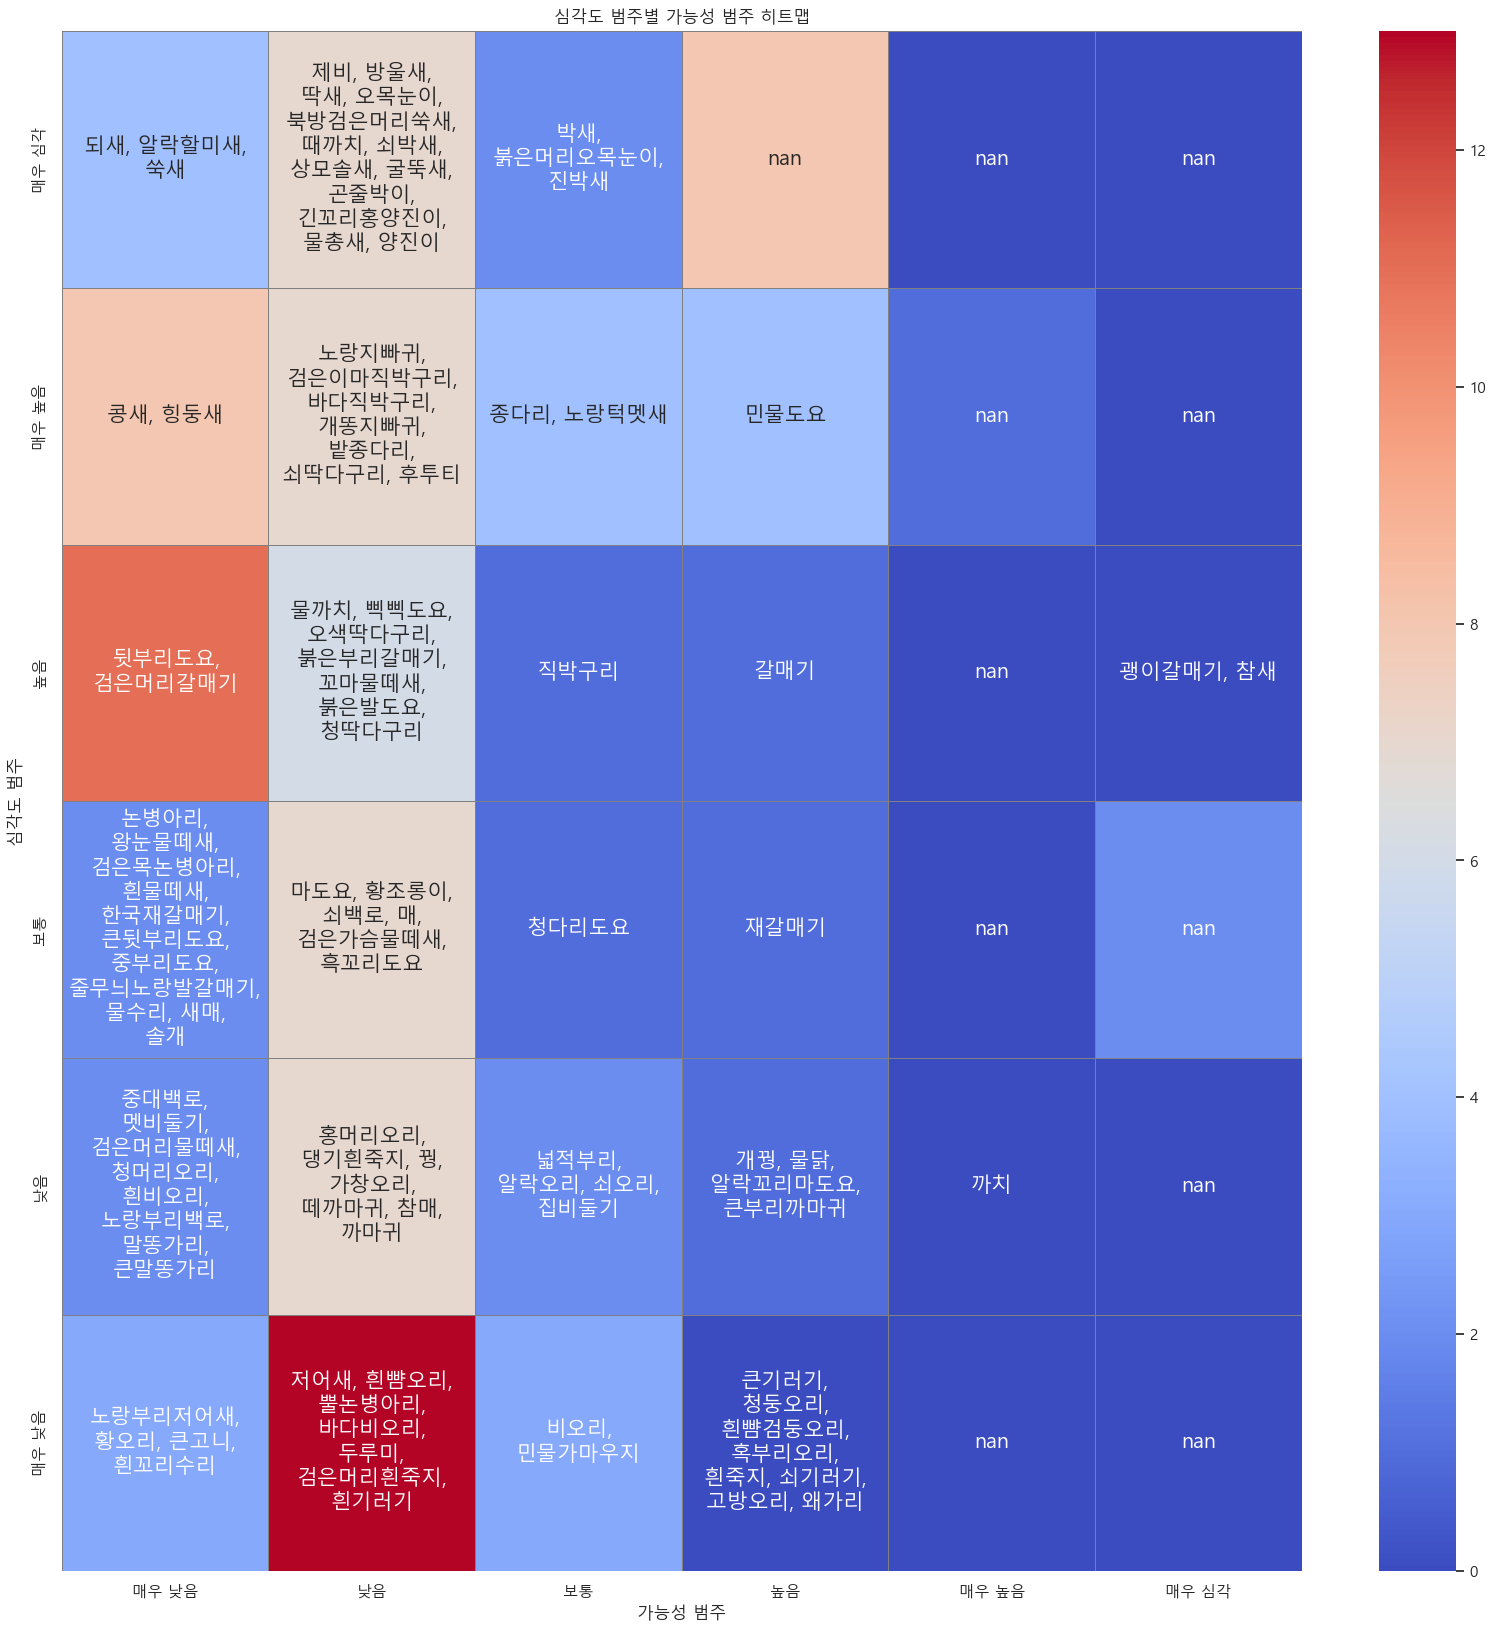 심각도 범주별 가능성 범주 히트맵
심각도 범주
매우 심각
되새, 알락할미새,
쑥새
제비, 방울새,
딱새, 오목눈이,
북방검은머리쑥새,
때까치, 쇠박새,
상모솔새, 굴뚝새,
곤줄박이,
긴꼬리홍양진이,
물총새, 양진이
박새,
붉은머리오목눈이,
진박새
nan
nan
nan
매우 높음
콩새, 힝둥새
노랑지빠귀,
검은이마직박구리,
바다직박구리,
개똥지빠귀,
밭종다리,
쇠딱다구리, 후투티
종다리, 노랑턱멧새
민물도요
nan
nan
높음
뒷부리도요,
검은머리갈매기
물까치, 삑삑도요,
오색딱다구리,
붉은부리갈매기,
꼬마물떼새,
붉은발도요,
청딱다구리
직박구리
갈매기
nan
괭이갈매기, 참새
보통
논병아리,
왕눈물떼새,
검은목논병아리,
흰물떼새,
한국재갈매기,
큰뒷부리도요,
중부리도요,
줄무늬노랑발갈매기,
물수리, 새매,
솔개
마도요, 황조롱이,
쇠백로, 매,
검은가슴물떼새,
흑꼬리도요
청다리도요
재갈매기
nan
nan
낮음
중대백로,
멧비둘기,
검은머리물떼새,
청머리오리,
흰비오리,
노랑부리백로,
말똥가리,
큰말똥가리
홍머리오리,
댕기흰죽지, 꿩,
가창오리,
떼까마귀, 참매,
까마귀
넓적부리,
알락오리, 쇠오리,
집비둘기
개꿩, 물닭,
알락꼬리마도요,
큰부리까마귀
까치
nan
매우 낮음
노랑부리저어새,
황오리, 큰고니,
흰꼬리수리
저어새, 흰뺨오리,
뿔논병아리,
바다비오리,
두루미,
검은머리흰죽지,
흰기러기
비오리,
민물가마우지
큰기러기,
청둥오리,
흰뺨검둥오리,
혹부리오리,
흰죽지, 쇠기러기,
고방오리, 왜가리
nan
nan
매우 낮음
낮음
보통
높음
매우 높음
매우 심각
가능성 범주
12
10
8
6
4
2
0